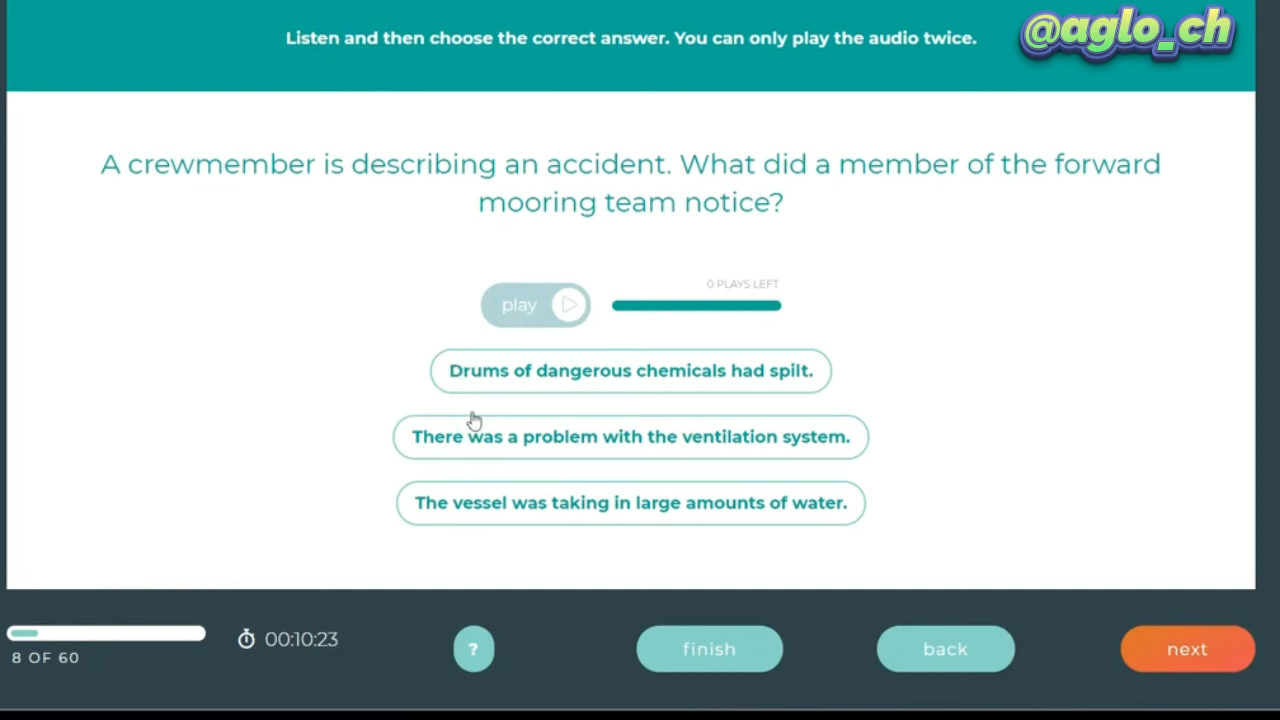 Listen and then choose the correct answer. You can only play the audio twice.
@aglo_ch
A crewmember is describing an accident. What did a member of the forward
mooring team notice?
0 PLAYS LEFT
play
Drums of dangerous chemicals had spilt.
There was a problem with the ventilation system.
The vessel was taking in large amounts of water.
8 OF 60
00:10:23
?
finish
back
next